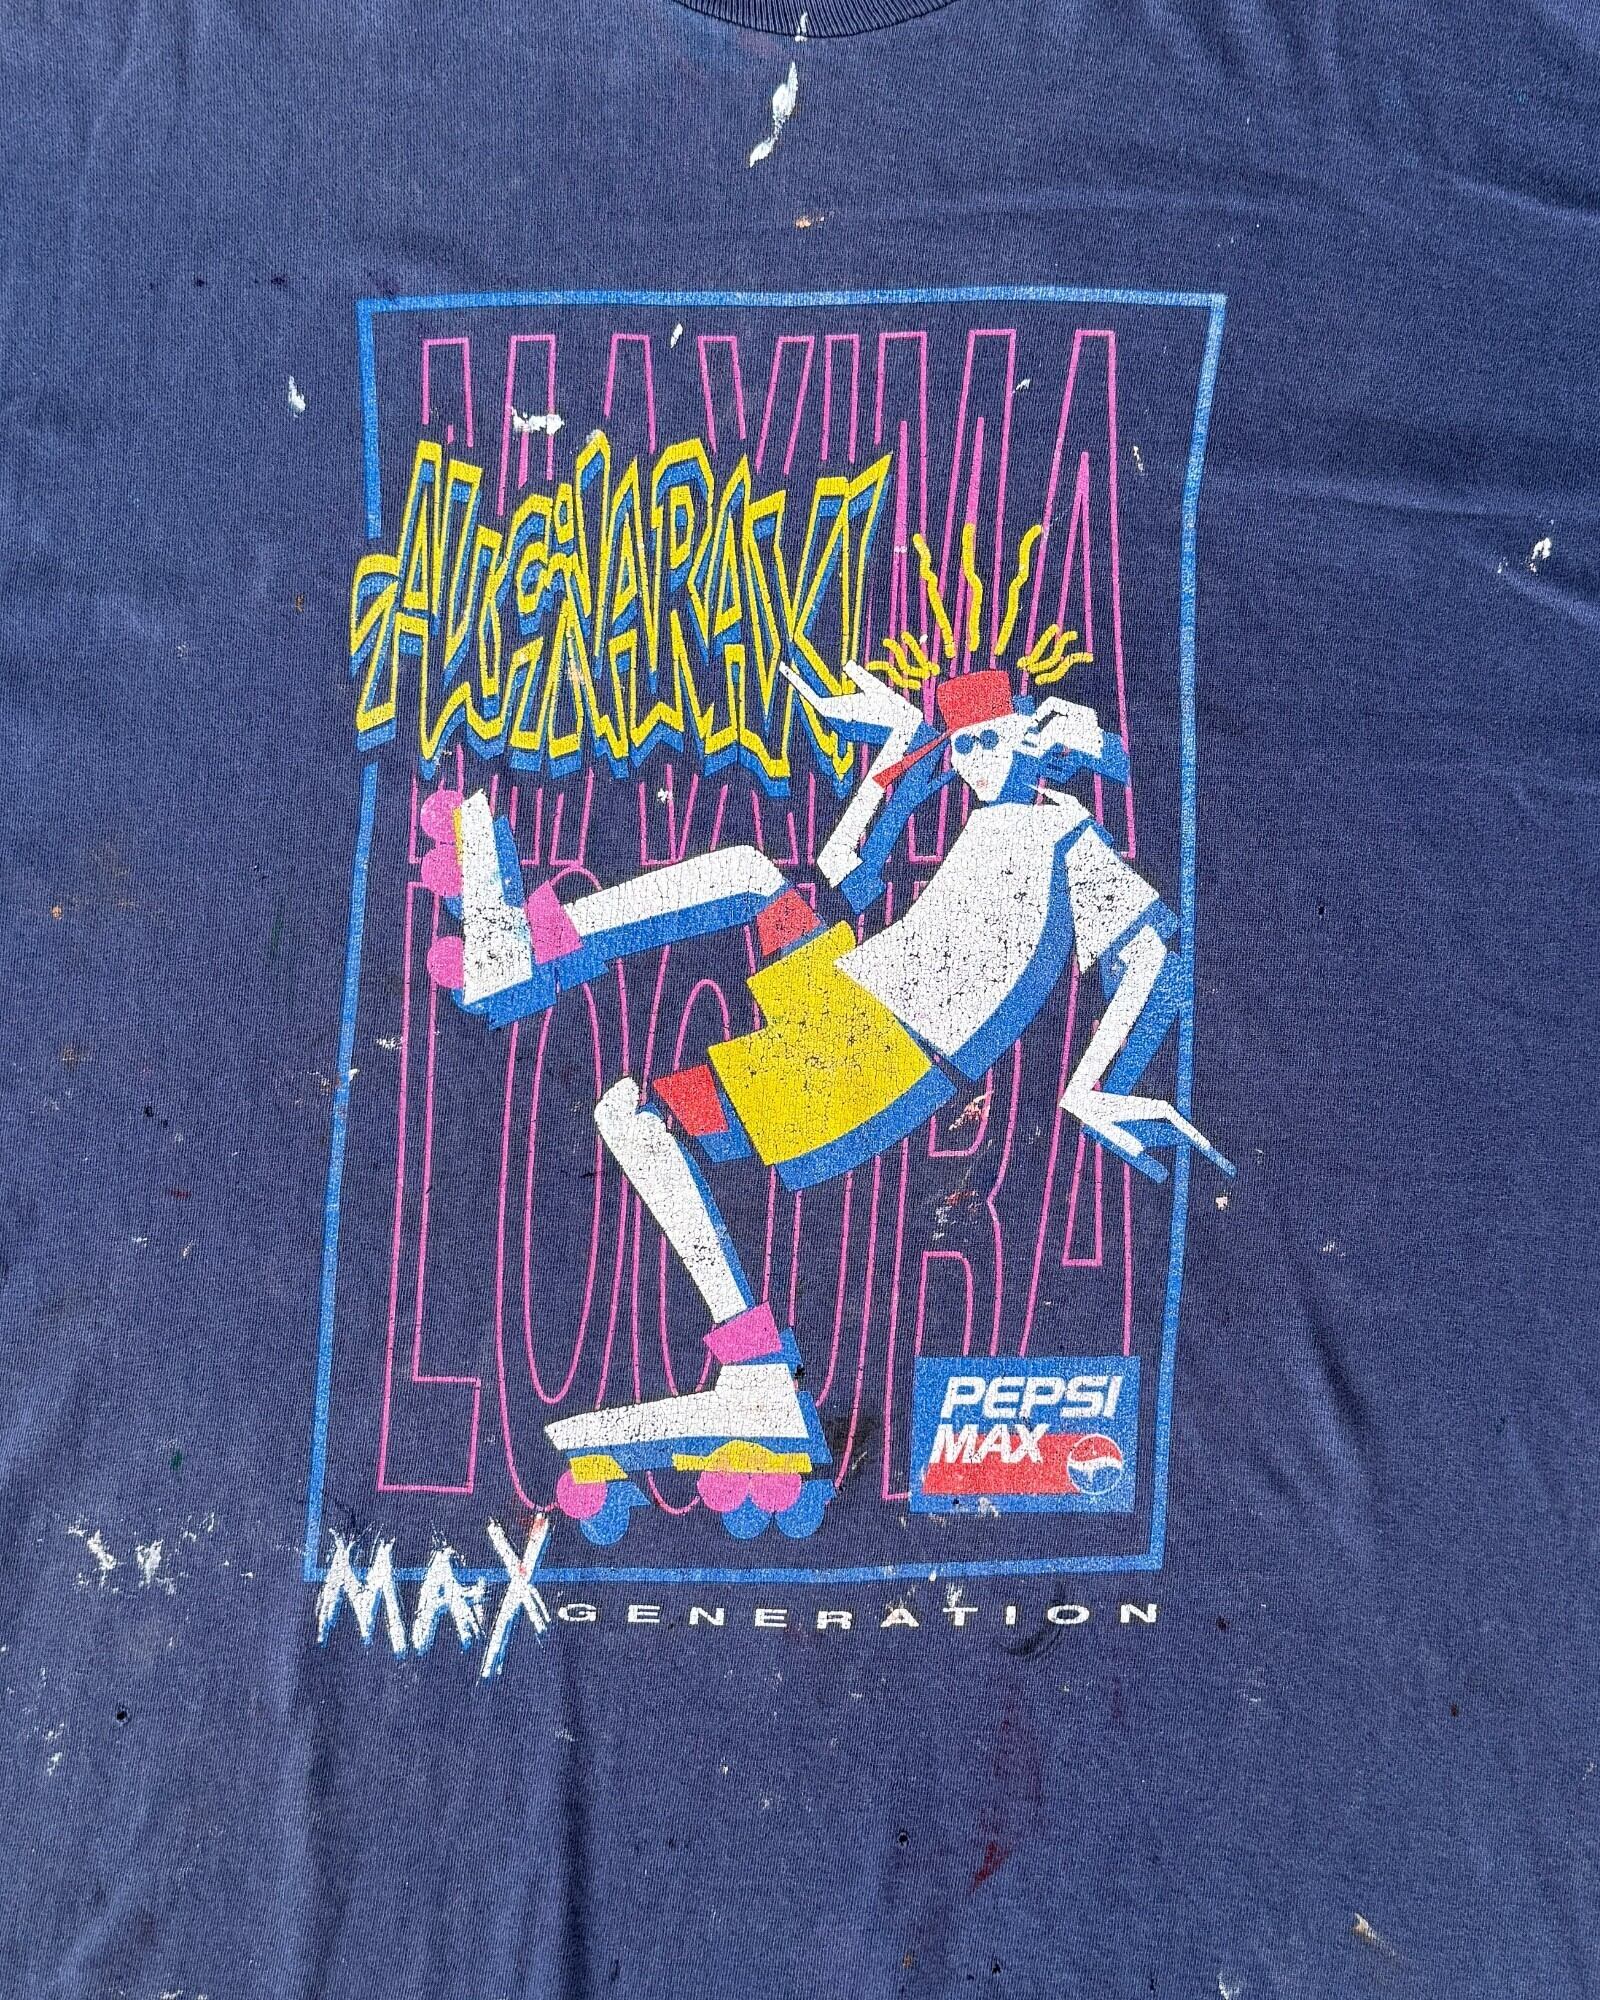 MAXIMA
LOCURA
PEPSI
MAX
MAX GENERATION